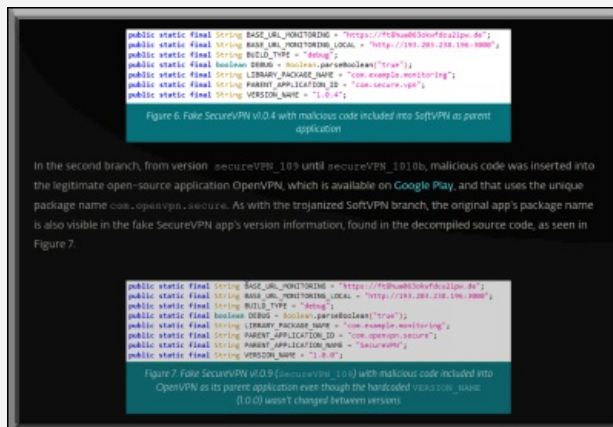 public static final String BASE_URL_MONITORING = "https://ft8hua063okwfdcu21pw.de";
public static final String BASE_URL_MONITORING_LOCAL = "http://193.203.238.196:3000";
public static final String BUILD_TYPE = "debug";
public static final boolean DEBUG = Boolean.parseBoolean("true");
public static final String LIBRARY_PACKAGE_NAME = "com.example.monitoring";
public static final String PARENT_APPLICATION_ID = "com.secure.vpn";
public static final String VERSION_NAME = "1.0.4";
Figure 6. Fake SecureVPN v1.0.4 with malicious code included into SoftVPN as parent
application
In the second branch, from version secureVPN_109 until secureVPN_1010b, malicious code was inserted into
the legitimate open-source application OpenVPN, which is available on Google Play, and that uses the unique
package name com.openvpn.secure. As with the trojanized SoftVPN branch, the original app's package name
is also visible in the fake SecureVPN app's version information, found in the decompiled source code, as seen in
Figure 7.
public static final String BASE_URL_MONITORING = "https://ft8hua063okwfdcu21pw.de";
public static final String BASE_URL_MONITORING_LOCAL = "http://193.203.238.196:3000";
public static final String BUILD_TYPE = "debug";
public static final boolean DEBUG = Boolean.parseBoolean("true");
public static final String LIBRARY_PACKAGE_NAME = "com.example.monitoring";
public static final String PARENT_APPLICATION_ID = "com.openvpn.secure";
public static final String PARENT_APPLICATION_NAME = "SecureVPN";
public static final String VERSION_NAME = "1.0.0";
Figure 7. Fake SecureVPN v1.0.9 (SecureVPN_109) with malicious code included into
OpenVPN as its parent application even though the hardcoded VERSION_NAME
(1.0.0) wasn't changed between versions